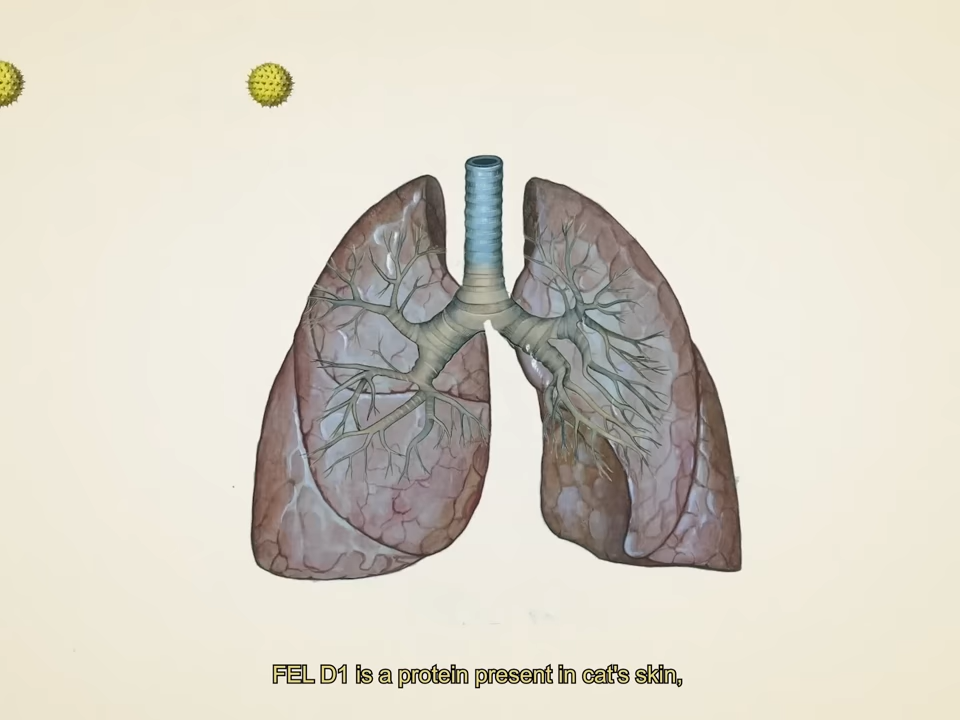 FEL D1 is a protein present in cat's skin,